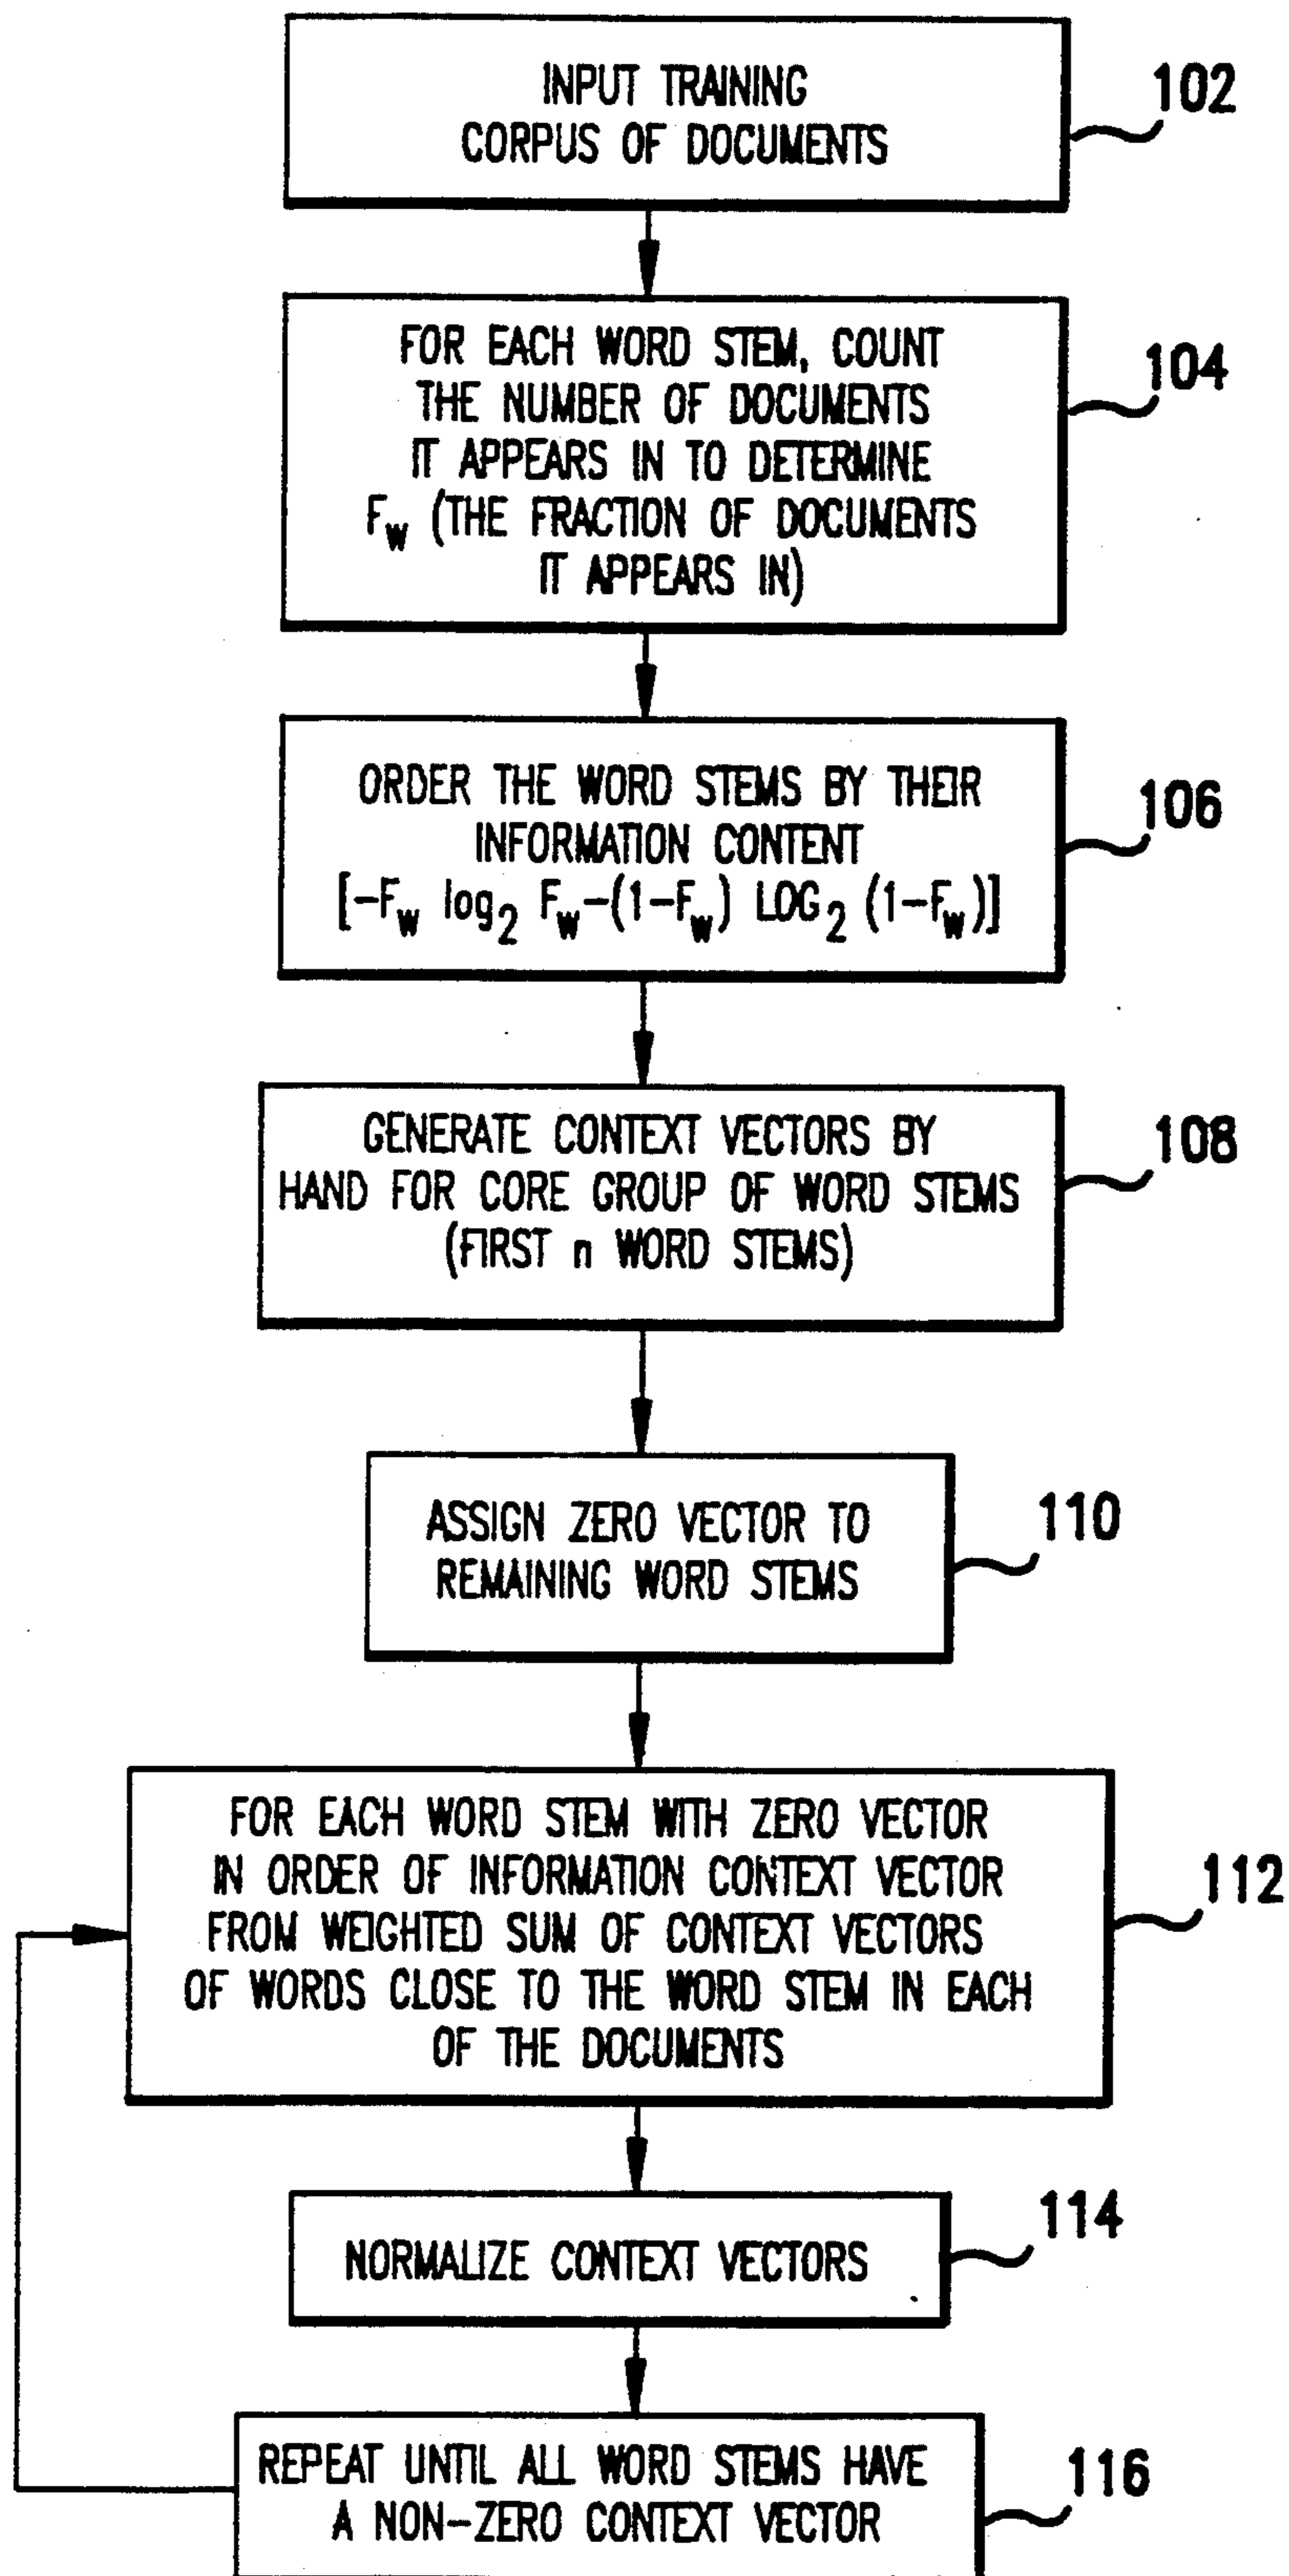 INPUT TRAINING
CORPUS OF DOCUMENTS
102
FOR EACH WORD STEM, COUNT
THE NUMBER OF DOCUMENTS
IT APPEARS IN TO DETERMINE
F_w (THE FRACTION OF DOCUMENTS
IT APPEARS IN)
104
ORDER THE WORD STEMS BY THEIR
INFORMATION CONTENT
[-F_w log_2 F_w-(1-F_w) LOG_2 (1-F_w)]
106
GENERATE CONTEXT VECTORS BY
HAND FOR CORE GROUP OF WORD STEMS
(FIRST n WORD STEMS)
108
ASSIGN ZERO VECTOR TO
REMAINING WORD STEMS
110
FOR EACH WORD STEM WITH ZERO VECTOR
IN ORDER OF INFORMATION CONTEXT VECTOR
FROM WEIGHTED SUM OF CONTEXT VECTORS
OF WORDS CLOSE TO THE WORD STEM IN EACH
OF THE DOCUMENTS
112
NORMALIZE CONTEXT VECTORS
114
REPEAT UNTIL ALL WORD STEMS HAVE
A NON-ZERO CONTEXT VECTOR
116